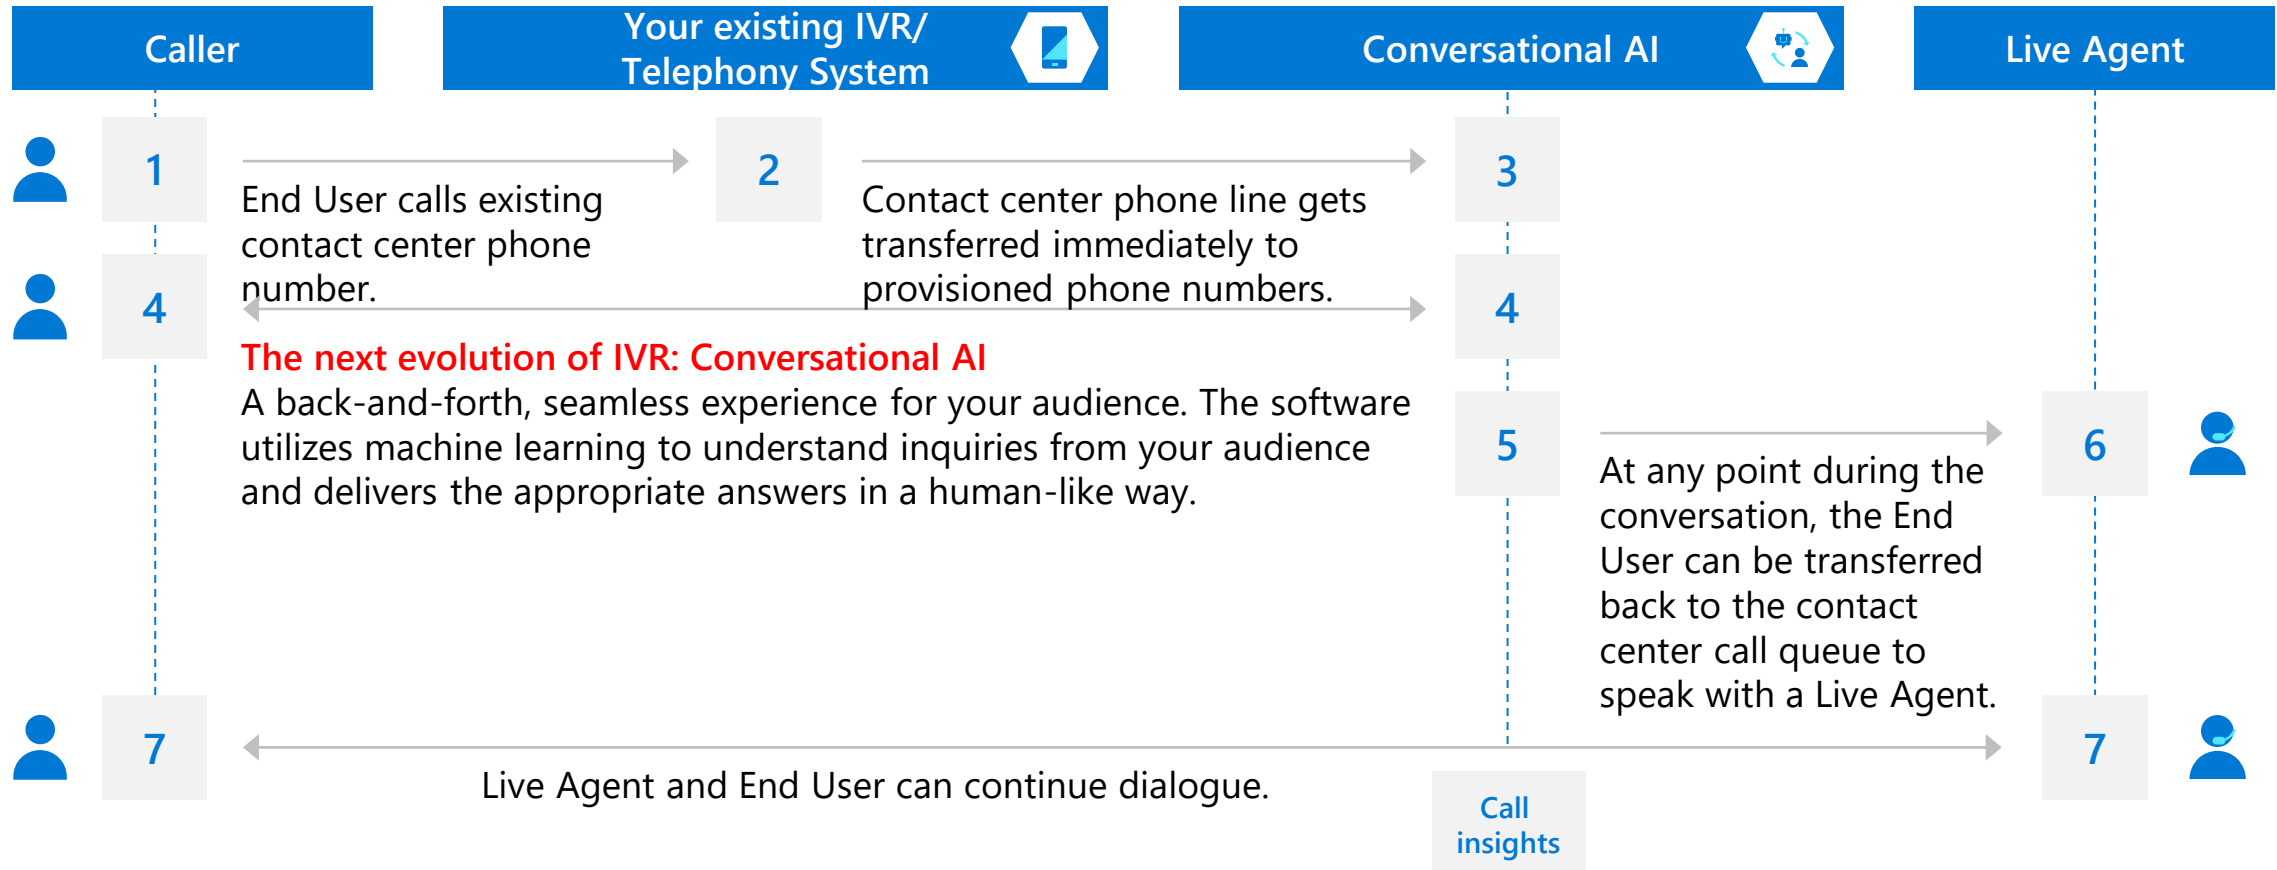 Caller
Your existing IVR/
Telephony System
Conversational AI
Live Agent
1
2
3
End User calls existing
contact center phone
number.
Contact center phone line gets
transferred immediately to
provisioned phone numbers.
4
4
The next evolution of IVR: Conversational AI
A back-and-forth, seamless experience for your audience. The software
utilizes machine learning to understand inquiries from your audience
and delivers the appropriate answers in a human-like way.
5
6
At any point during the
conversation, the End
User can be transferred
back to the contact
center call queue to
speak with a Live Agent.
7
7
Live Agent and End User can continue dialogue.
Call
insights